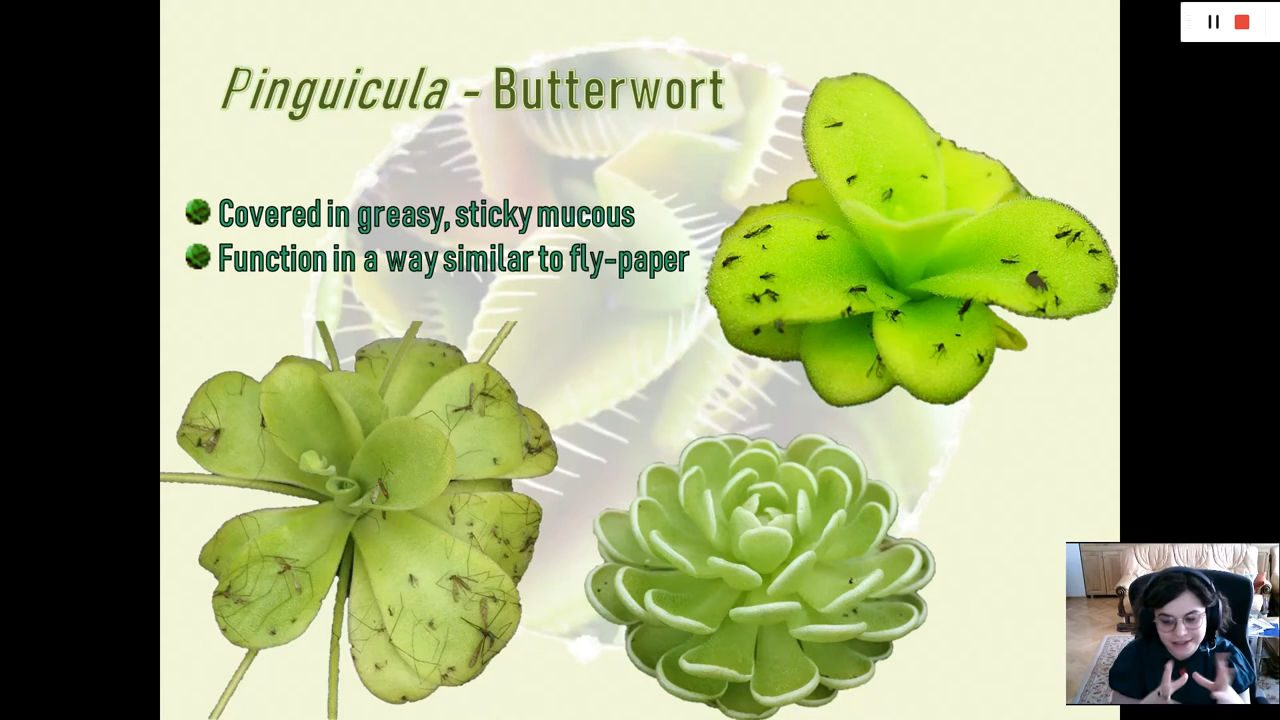 Pinguicula - Butterwort
Covered in greasy, sticky mucous
Function in a way similar to fly-paper